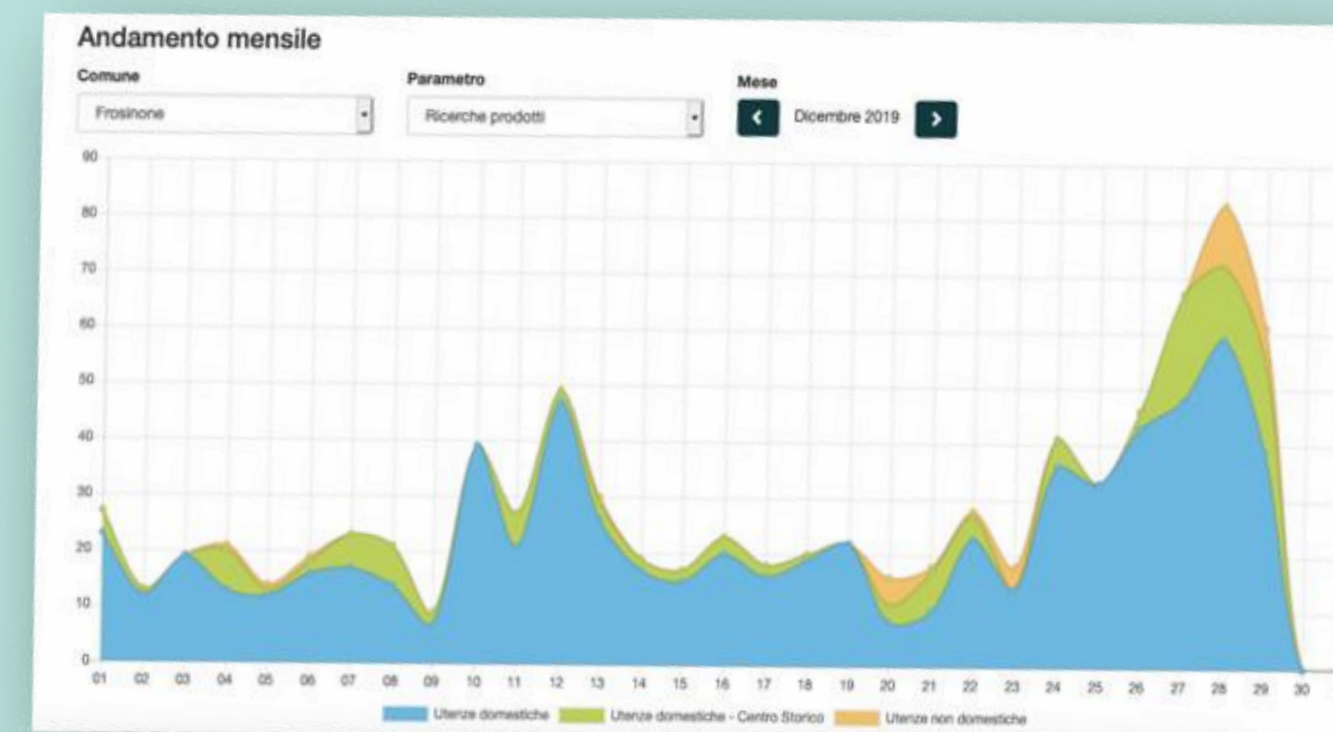 Andamento mensile
Comune Parametro Mese
Frosinone Ricerche prodotti Dicembre 2019
90
80
70
60
50
40
30
20
10
0
01 02 03 04 05 06 07 08 09 10 11 12 13 14 15 16 17 18 19 20 21 22 23 24 25 26 27 28 29 30
Utenze domestiche Utenze domestiche - Centro Storico Utenze non domestiche